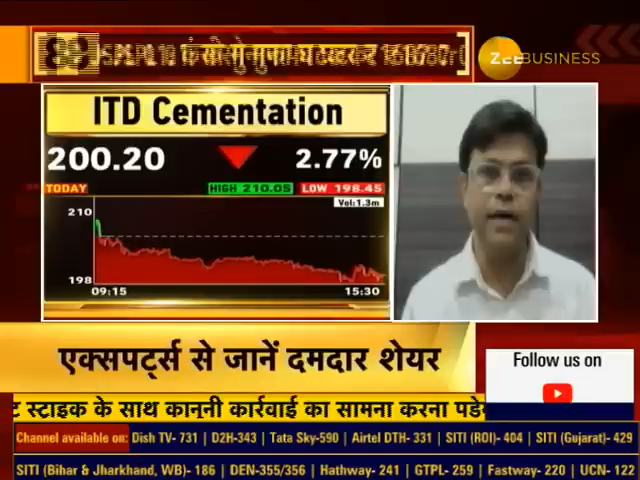 ZEE BUSINESS
ITD Cementation
200.20 2.77%
TODAY HIGH 210.05 LOW 198.45
Vol:1.3m
210
198
09:15 15:30
एक्सपर्ट्स से जानें दमदार शेयर
Follow us on
स्टाइक के साथ कानूनी कार्रवाई का सामना करना पडे
Channel available on: Dish TV- 731 | D2H-343 | Tata Sky-590 | Airtel DTH- 331 | SITI (ROI)- 404 | SITI (Gujarat)- 429
SITI (Bihar & Jharkhand, WB)- 186 | DEN-355/356 | Hathway- 241 | GTPL- 259 | Fastway- 220 | UCN- 122